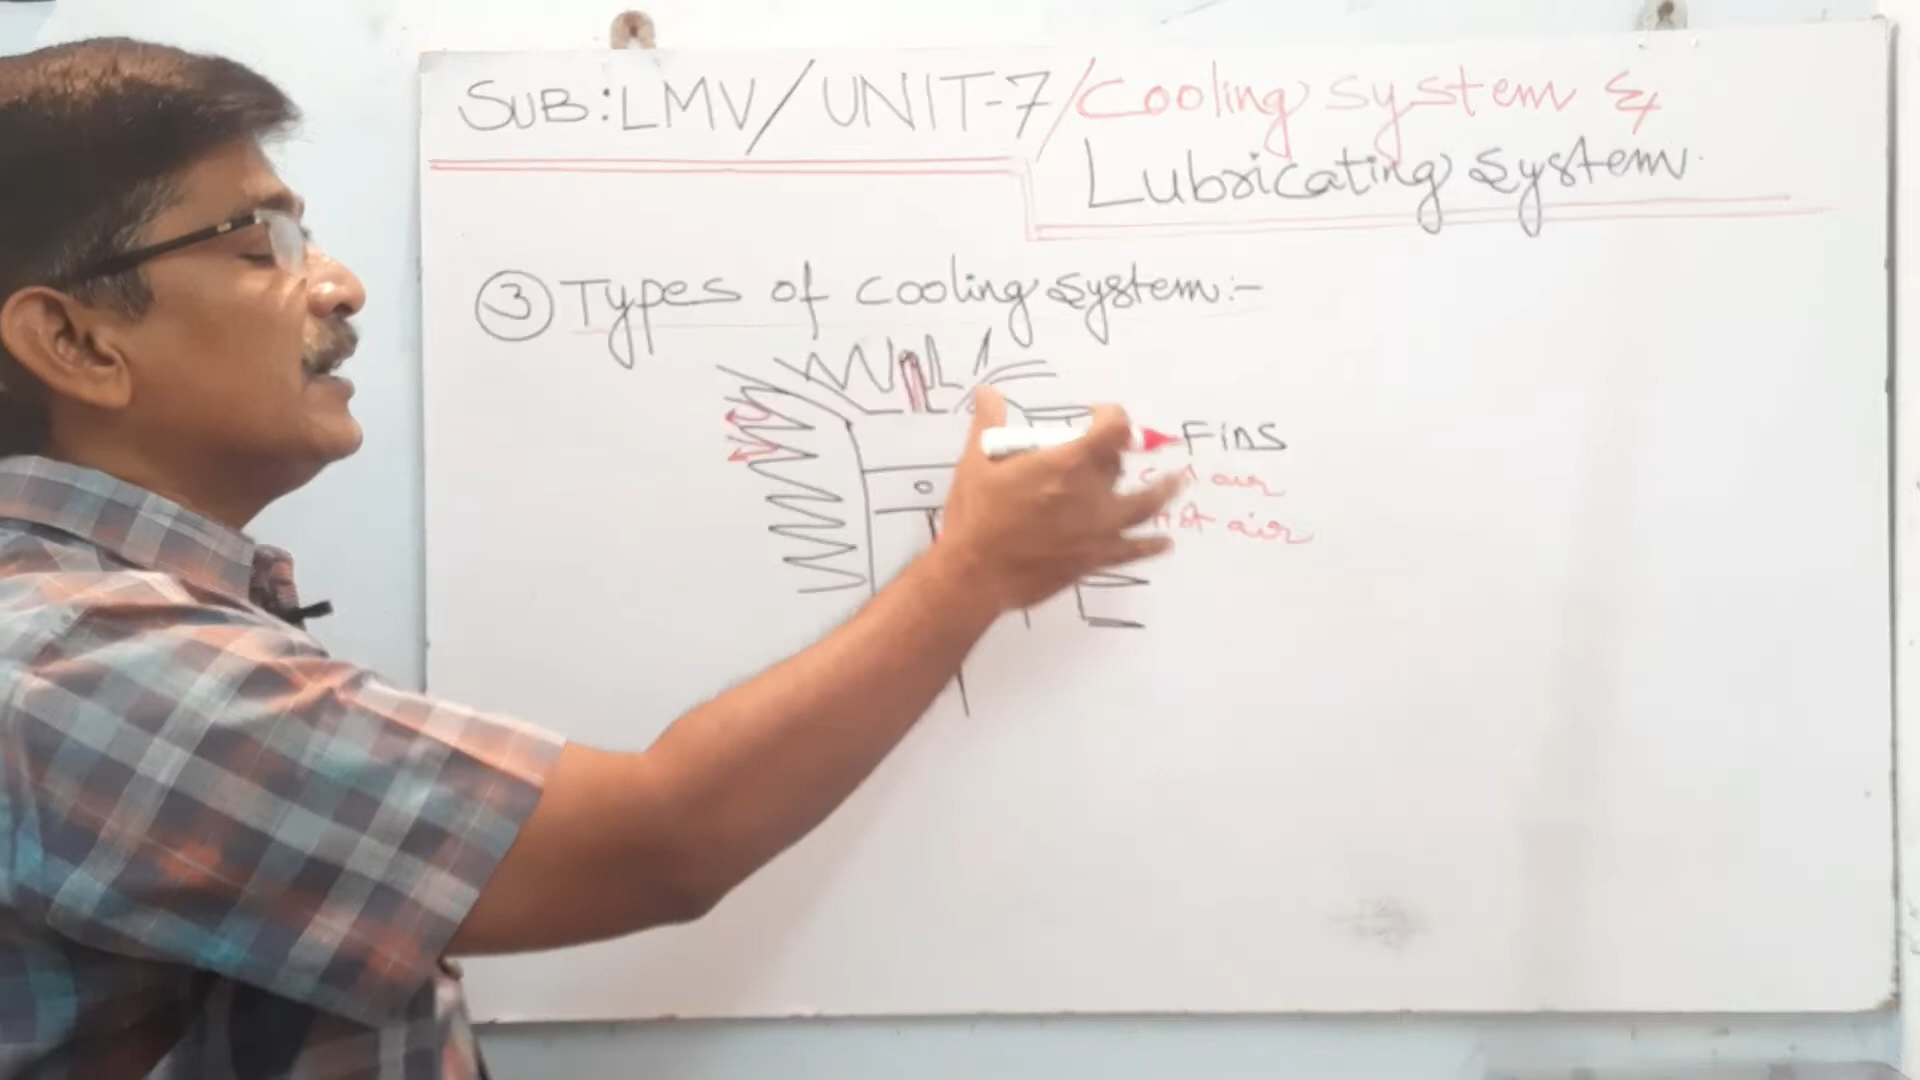 SUB:LMV/UNIT-7/Cooling system &
Lubricating system.
③ Types of cooling system:-
Fins
air
air